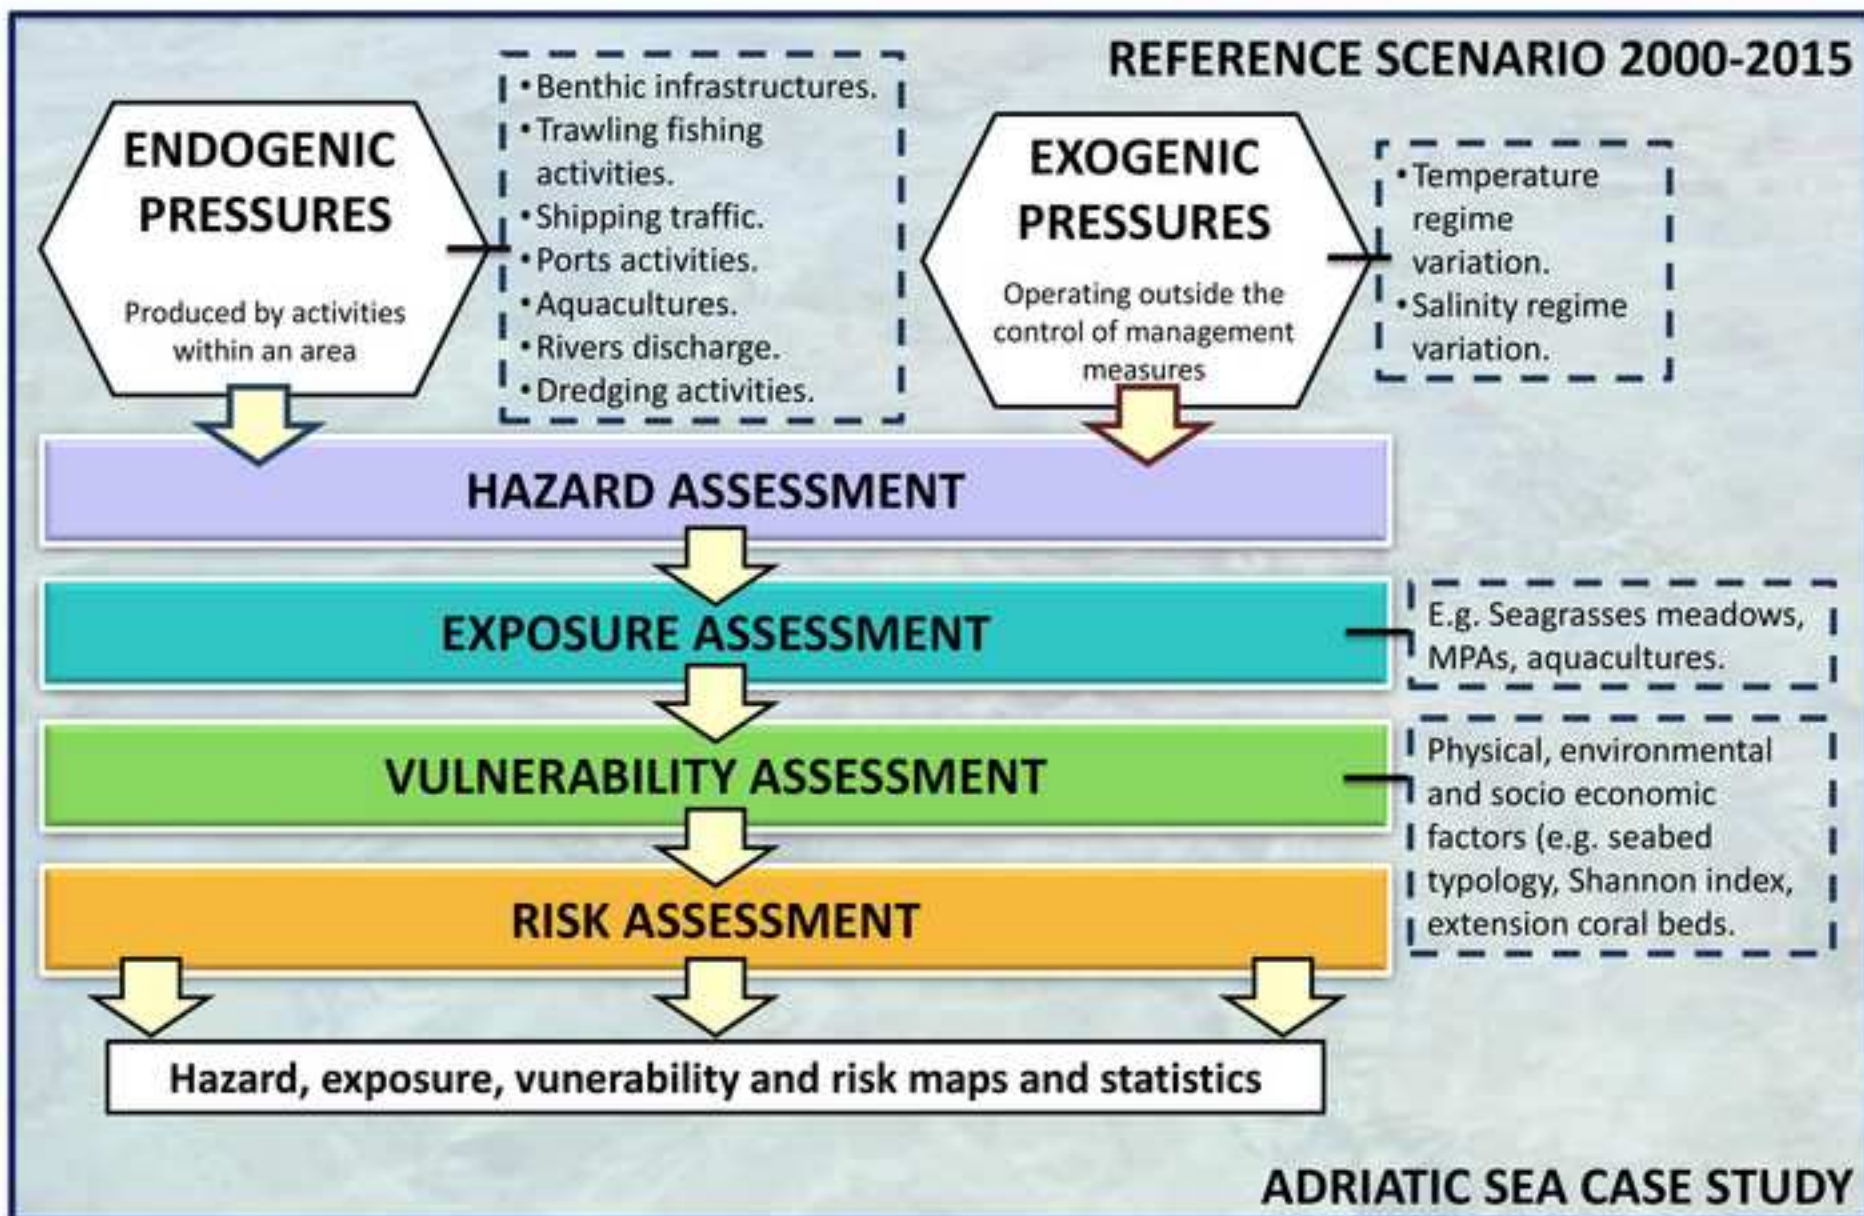 REFERENCE SCENARIO 2000-2015
ENDOGENIC
PRESSURES
Produced by activities
within an area
•Benthic infrastructures.
•Trawling fishing
activities.
•Shipping traffic.
•Ports activities.
•Aquacultures.
•Rivers discharge.
•Dredging activities.
EXOGENIC
PRESSURES
Operating outside the
control of management
measures
•Temperature
regime
variation.
•Salinity regime
variation.
HAZARD ASSESSMENT
EXPOSURE ASSESSMENT
E.g. Seagrasses meadows,
MPAs, aquacultures.
VULNERABILITY ASSESSMENT
Physical, environmental
and socio economic
factors (e.g. seabed
typology, Shannon index,
extension coral beds.
RISK ASSESSMENT
Hazard, exposure, vunerability and risk maps and statistics
ADRIATIC SEA CASE STUDY